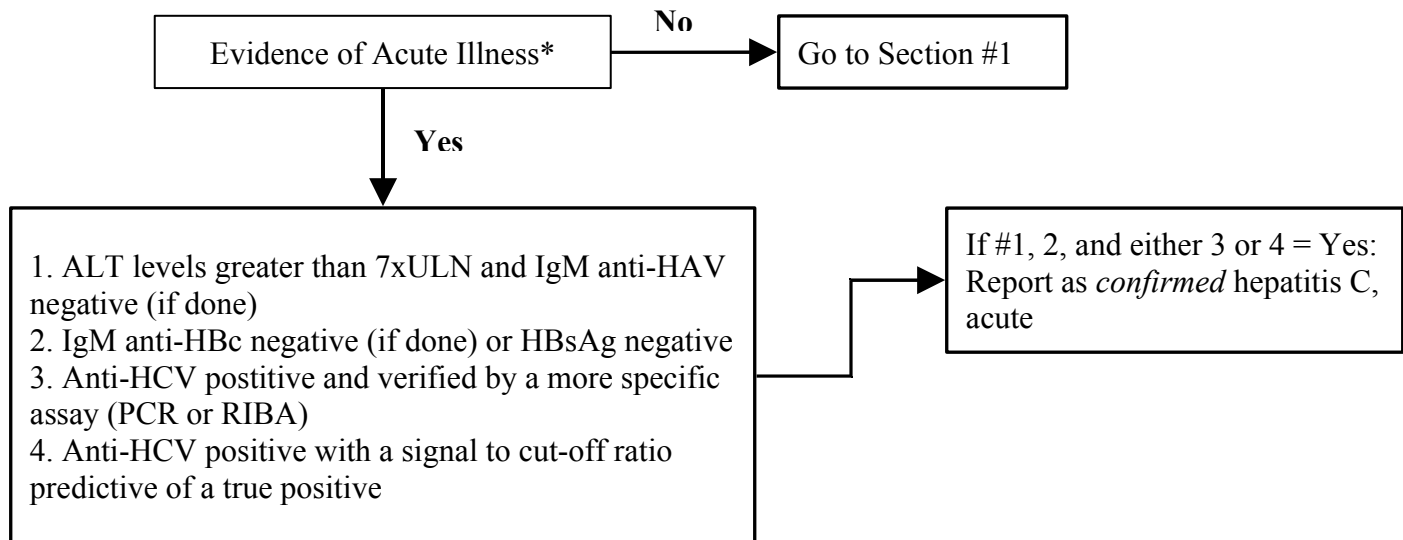 No
Evidence of Acute Illness*
Go to Section #1
Yes
1. ALT levels greater than 7xULN and IgM anti-HAV
negative (if done)
2. IgM anti-HBc negative (if done) or HBsAg negative
3. Anti-HCV postitive and verified by a more specific
assay (PCR or RIBA)
4. Anti-HCV positive with a signal to cut-off ratio
predictive of a true positive
If #1, 2, and either 3 or 4 = Yes:
Report as confirmed hepatitis C,
acute